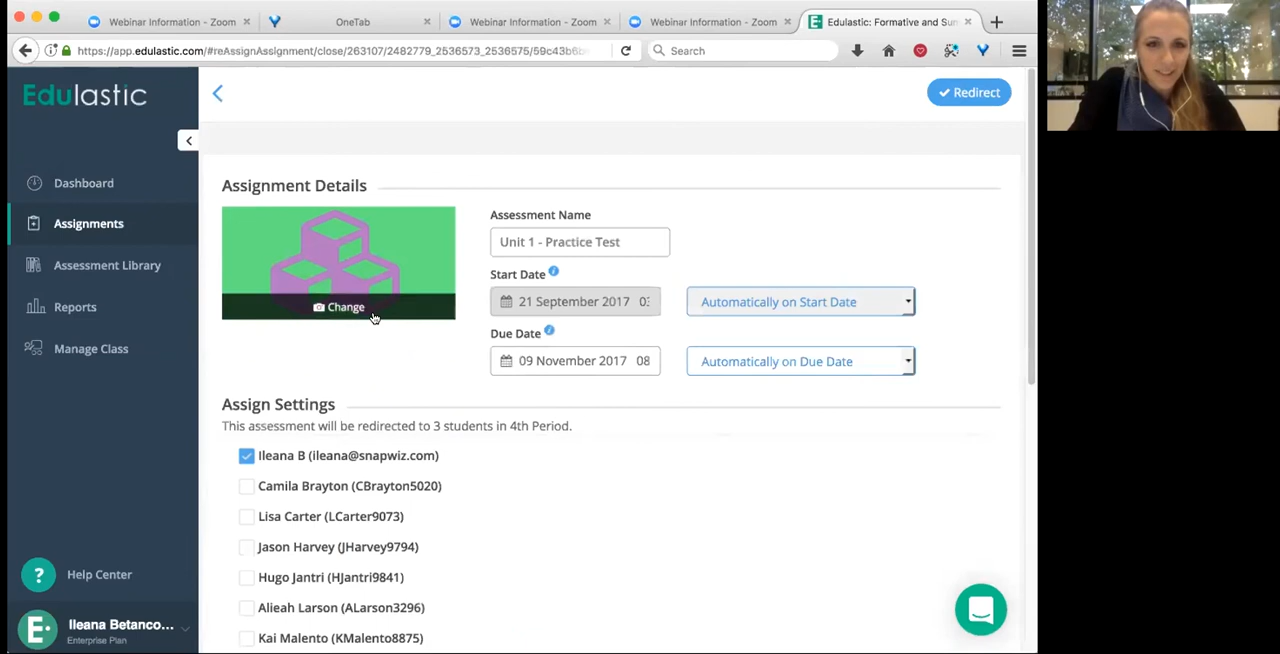 Webinar Information - Zoom
OneTab
Webinar Information - Zoom
Webinar Information - Zoom
Edulastic: Formative and Sum
https://app.edulastic.com/#reAssignAssignment/close/263107/2482779_2536573_2536575/59c43b6b
Search
Edulastic
Redirect
Dashboard
Assignments
Assessment Library
Reports
Manage Class
Assignment Details
Change
Assessment Name
Unit 1 - Practice Test
Start Date
21 September 2017 03
Automatically on Start Date
Due Date
09 November 2017 08
Automatically on Due Date
Assign Settings
This assessment will be redirected to 3 students in 4th Period.
Ileana B (ileana@snapwiz.com)
Camila Brayton (CBrayton5020)
Lisa Carter (LCarter9073)
Jason Harvey (JHarvey9794)
Hugo Jantri (HJantri9841)
Alieah Larson (ALarson3296)
Kai Malento (KMalento8875)
? Help Center
E Ileana Betanco...
Enterprise Plan